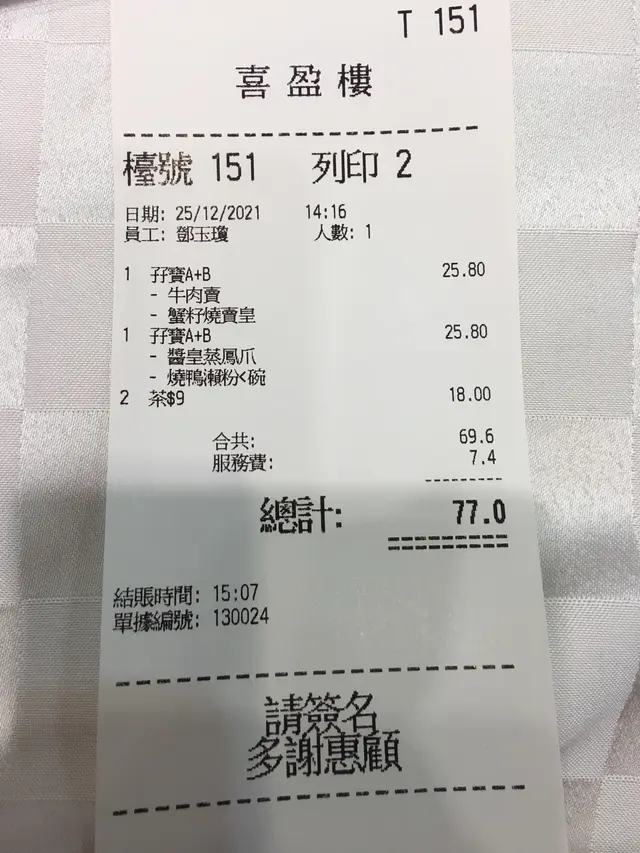 T 151
喜盈樓
檯號 151 列印 2
日期: 25/12/2021 14:16
員工: 鄧玉瓊 人數: 1
1 孖寶A+B 25.80
- 牛肉賣
- 蟹籽燒賣皇
1 孖寶A+B 25.80
- 醬皇蒸鳳爪
- 燒鴨瀨粉<碗
2 茶$9 18.00
合共: 69.6
服務費: 7.4
總計: 77.0
結賬時間: 15:07
單據編號: 130024
請簽名
多謝惠顧